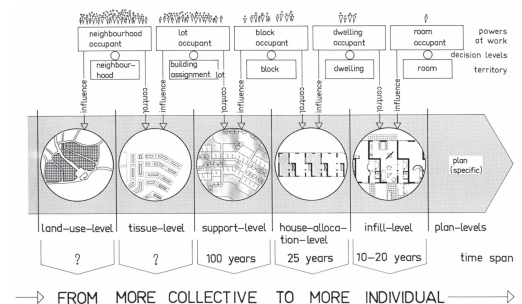 neighbourhood occupant
lot occupant
block occupant
dwelling occupant
room occupant
powers at work
decision levels
neighbour-hood
building assignment lot
block
dwelling
room
territory
influence
control
influence
control
influence
control
influence
control
influence
plan (specific)
land-use-level
tissue-level
support-level
house-alloca-tion-level
infill-level
plan-levels
?
?
100 years
25 years
10-20 years
time span
FROM MORE COLLECTIVE TO MORE INDIVIDUAL